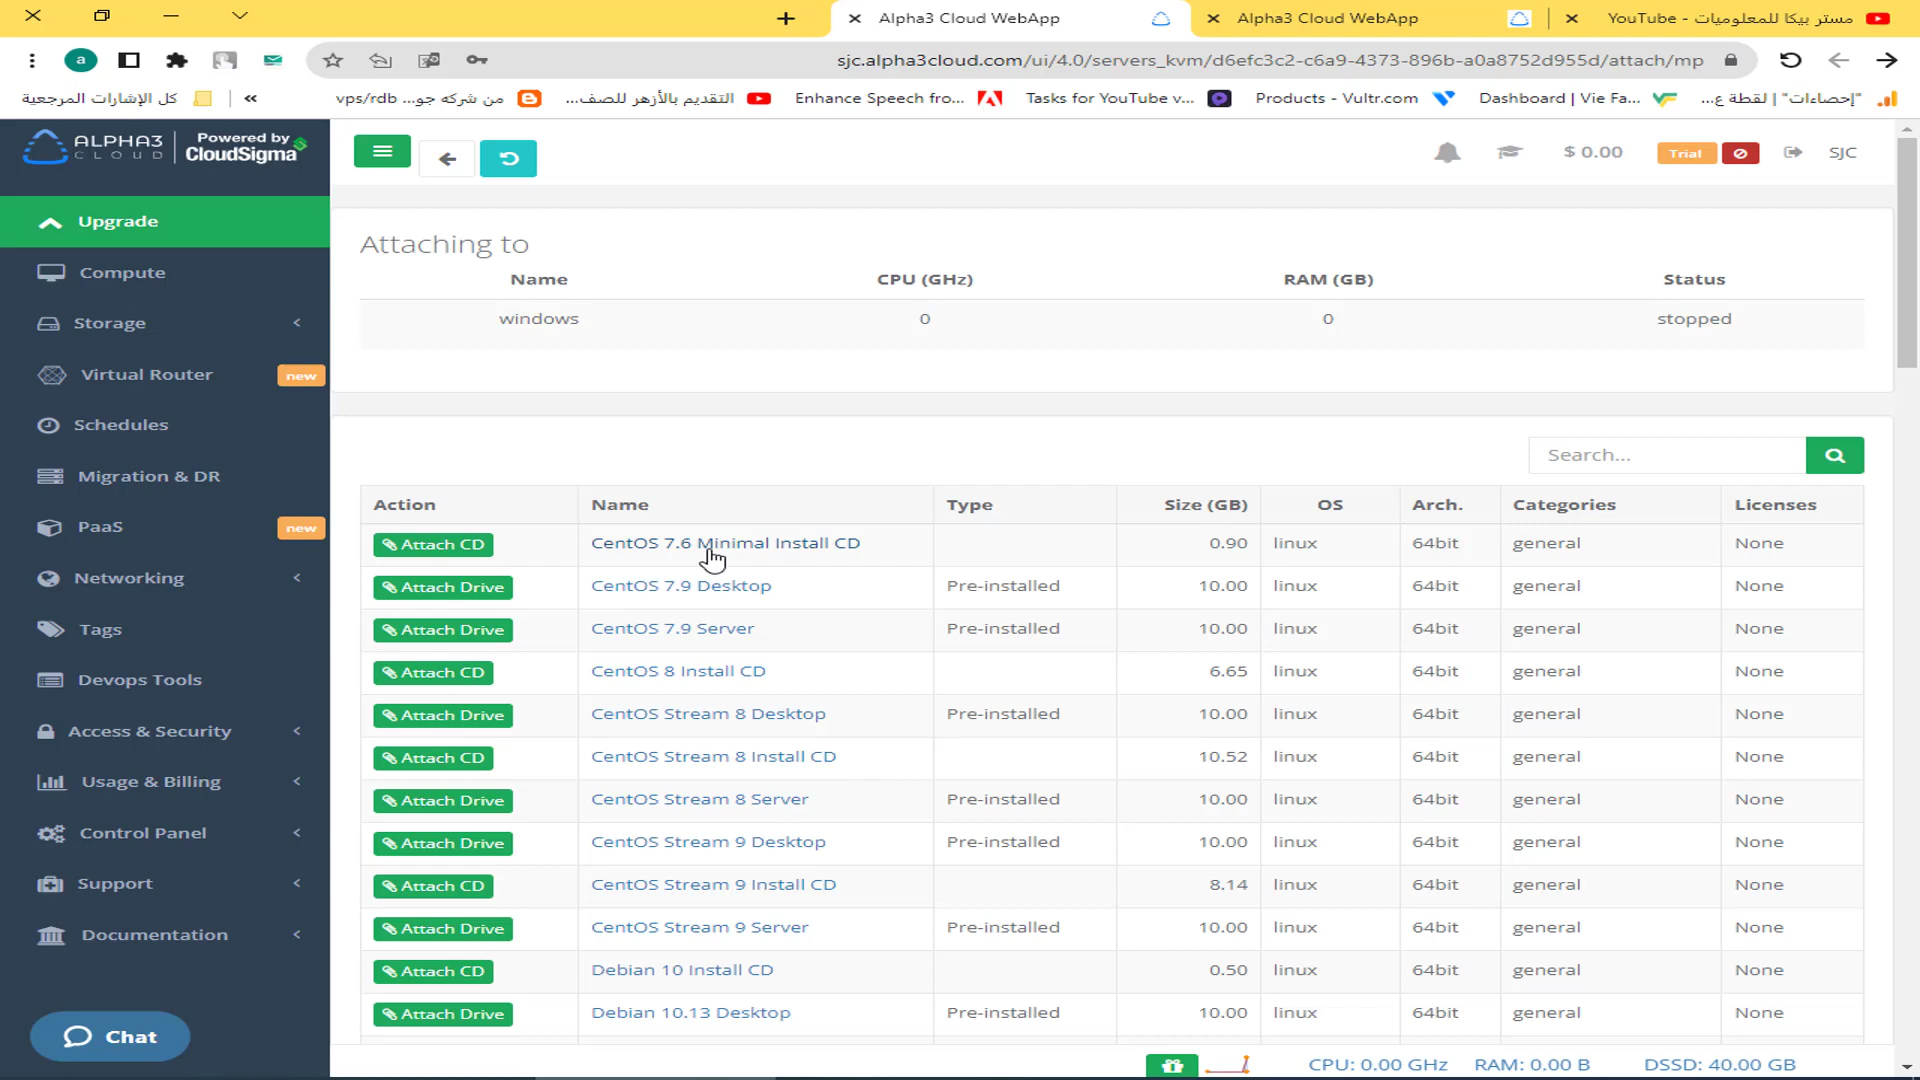 Alpha3 Cloud WebApp
Alpha3 Cloud WebApp
مستر بيكا للمعلوميات - YouTube
a
sjc.alpha3cloud.com/ui/4.0/servers_kvm/d6efc3c2-c6a9-4373-896b-a0a8752d955d/attach/mp
كل الإشارات المرجعية
»
من شركه جو... vps/rdb
التقديم بالأزهر للصف...
Enhance Speech fro...
Tasks for YouTube v...
Products - Vultr.com
Dashboard | Vie Fa...
"إحصاءات" | لقطة ع...
ALPHA3 CLOUD
Powered by CloudSigma
$ 0.00
Trial
SJC
Upgrade
Compute
Storage
Virtual Router new
Schedules
Migration & DR
PaaS new
Networking
Tags
Devops Tools
Access & Security
Usage & Billing
Control Panel
Support
Documentation
Chat
Attaching to
Name CPU (GHz) RAM (GB) Status
windows 0 0 stopped
Search...
Action Name Type Size (GB) OS Arch. Categories Licenses
Attach CD CentOS 7.6 Minimal Install CD 0.90 linux 64bit general None
Attach Drive CentOS 7.9 Desktop Pre-installed 10.00 linux 64bit general None
Attach Drive CentOS 7.9 Server Pre-installed 10.00 linux 64bit general None
Attach CD CentOS 8 Install CD 6.65 linux 64bit general None
Attach Drive CentOS Stream 8 Desktop Pre-installed 10.00 linux 64bit general None
Attach CD CentOS Stream 8 Install CD 10.52 linux 64bit general None
Attach Drive CentOS Stream 8 Server Pre-installed 10.00 linux 64bit general None
Attach Drive CentOS Stream 9 Desktop Pre-installed 10.00 linux 64bit general None
Attach CD CentOS Stream 9 Install CD 8.14 linux 64bit general None
Attach Drive CentOS Stream 9 Server Pre-installed 10.00 linux 64bit general None
Attach CD Debian 10 Install CD 0.50 linux 64bit general None
Attach Drive Debian 10.13 Desktop Pre-installed 10.00 linux 64bit general None
CPU: 0.00 GHz RAM: 0.00 B DSSD: 40.00 GB